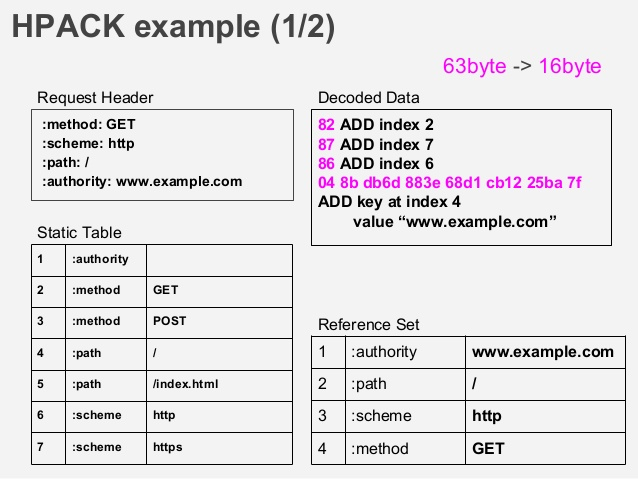 HPACK example (1/2)
63byte -> 16byte
Request Header
:method: GET
:scheme: http
:path: /
:authority: www.example.com
Decoded Data
82 ADD index 2
87 ADD index 7
86 ADD index 6
04 8b db6d 883e 68d1 cb12 25ba 7f
ADD key at index 4
value “www.example.com”
Static Table
1 :authority
2 :method GET
3 :method POST
4 :path /
5 :path /index.html
6 :scheme http
7 :scheme https
Reference Set
1 :authority www.example.com
2 :path /
3 :scheme http
4 :method GET